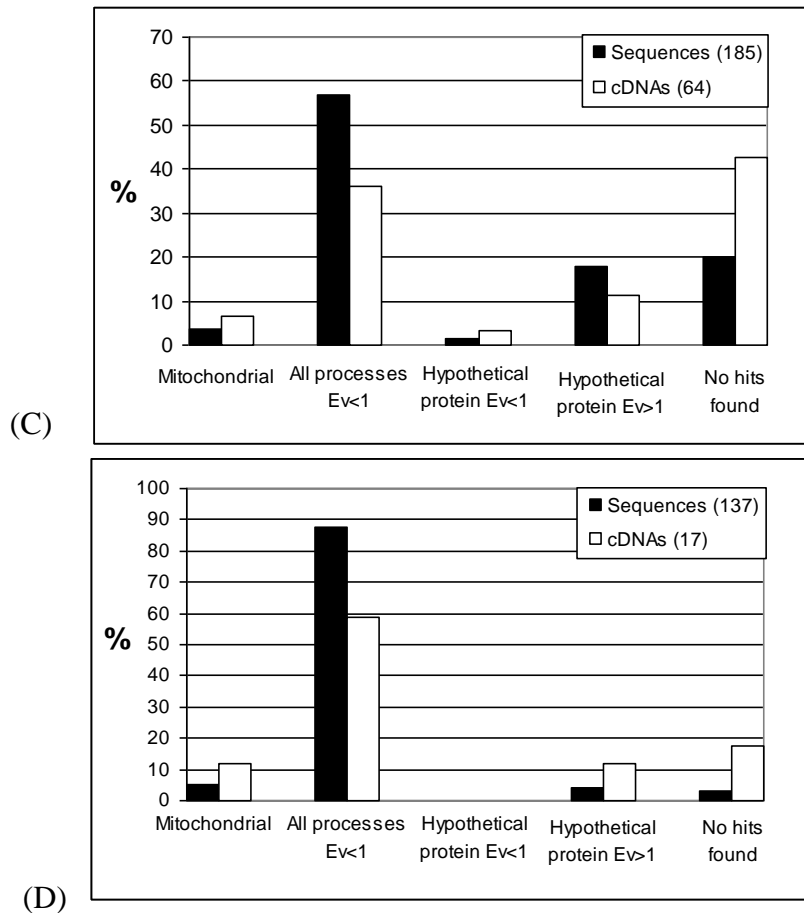 70
60
50
40
30
20
10
0
%
Sequences (185)
cDNAs (64)
Mitochondrial
All processes
Ev<1
Hypothetical
protein Ev<1
Hypothetical
protein Ev>1
No hits
found
(C)
100
90
80
70
60
50
40
30
20
10
0
%
Sequences (137)
cDNAs (17)
Mitochondrial
All processes
Ev<1
Hypothetical
protein Ev<1
Hypothetical
protein Ev>1
No hits
found
(D)